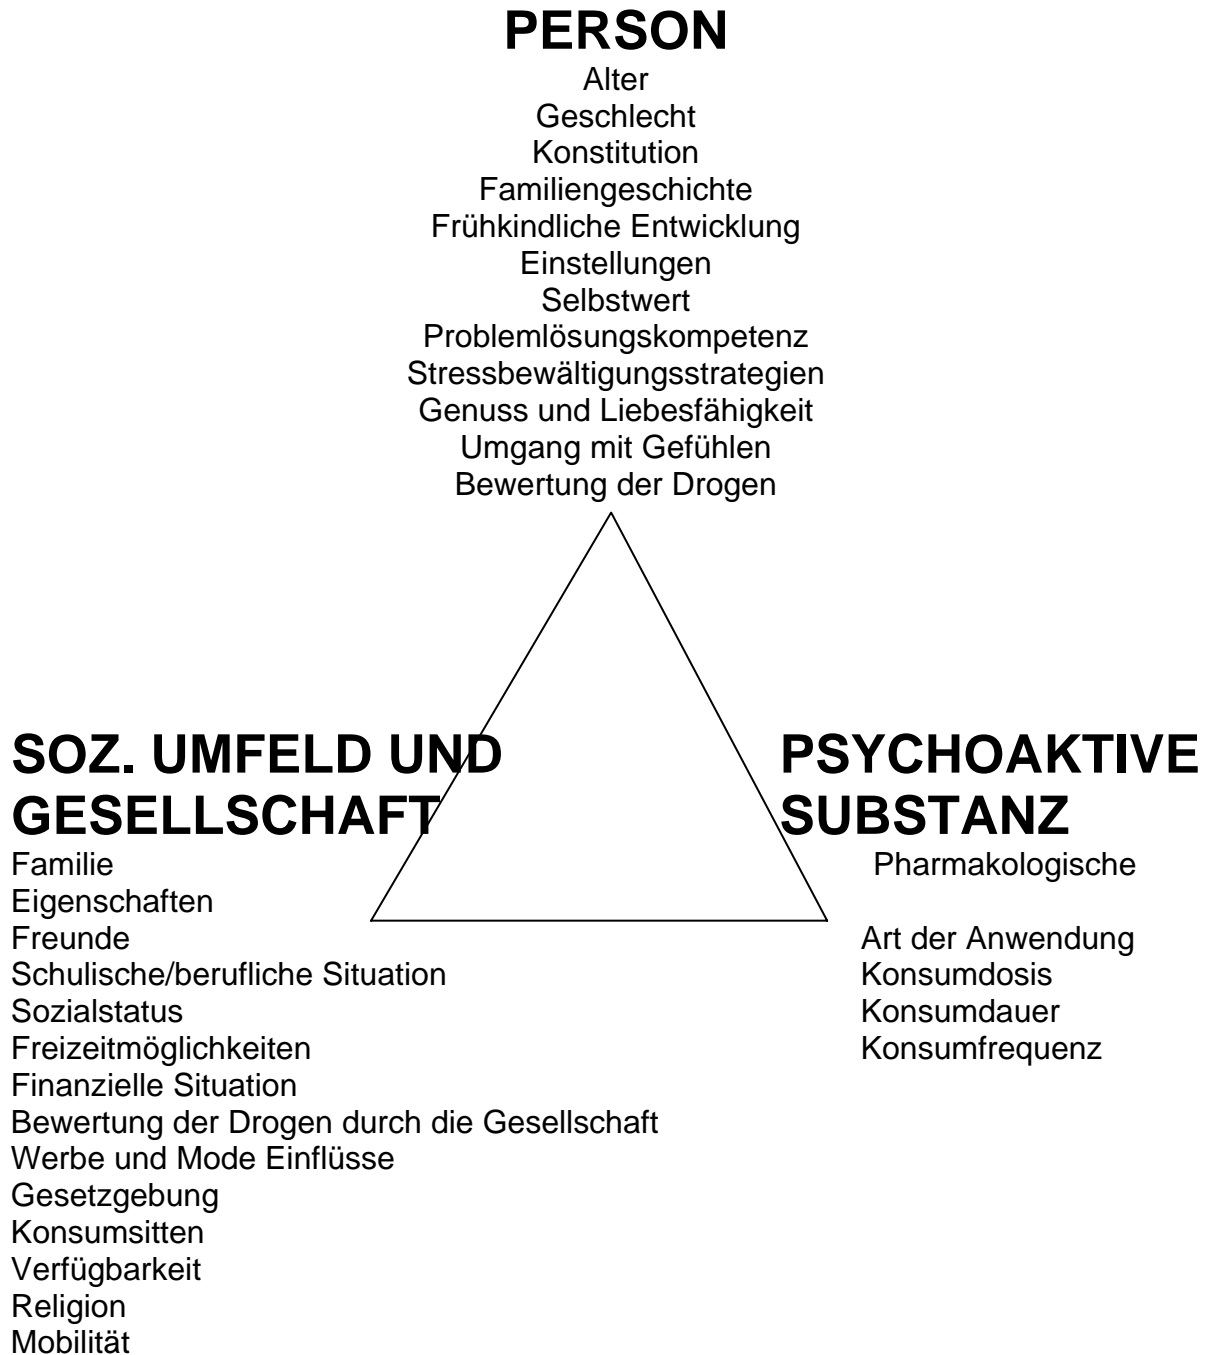 PERSON
Alter
Geschlecht
Konstitution
Familiengeschichte
Frühkindliche Entwicklung
Einstellungen
Selbstwert
Problemlösungskompetenz
Stressbewältigungsstrategien
Genuss und Liebesfähigkeit
Umgang mit Gefühlen
Bewertung der Drogen
SOZ. UMFELD UND
GESELLSCHAFT
Familie
Eigenschaften
Freunde
Schulische/berufliche Situation
Sozialstatus
Freizeitmöglichkeiten
Finanzielle Situation
Bewertung der Drogen durch die Gesellschaft
Werbe und Mode Einflüsse
Gesetzgebung
Konsumsitten
Verfügbarkeit
Religion
Mobilität
PSYCHOAKTIVE
SUBSTANZ
Pharmakologische
Art der Anwendung
Konsumdosis
Konsumdauer
Konsumfrequenz